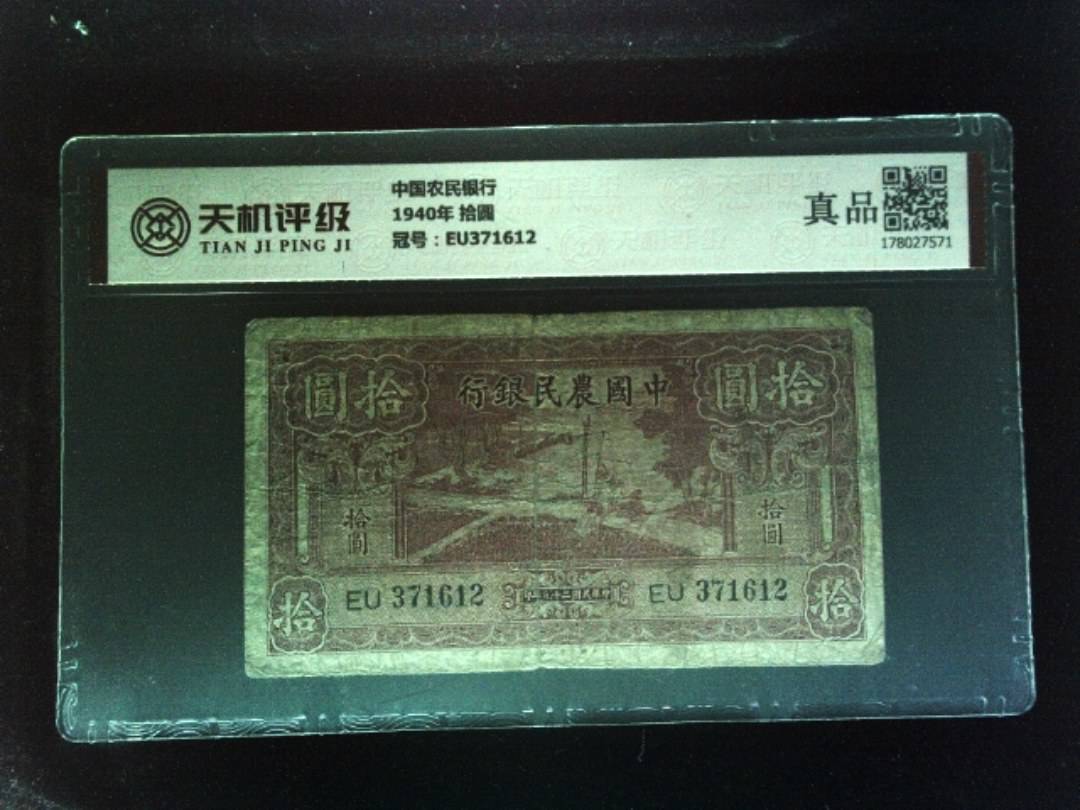 天机评级
TIAN JI PING JI
中国农民银行
1940年 拾圓
冠号：EU371612
真品
178027571
拾圓
中國農民銀行
拾圓
拾圓
拾圓
拾
EU 371612
EU 371612
拾